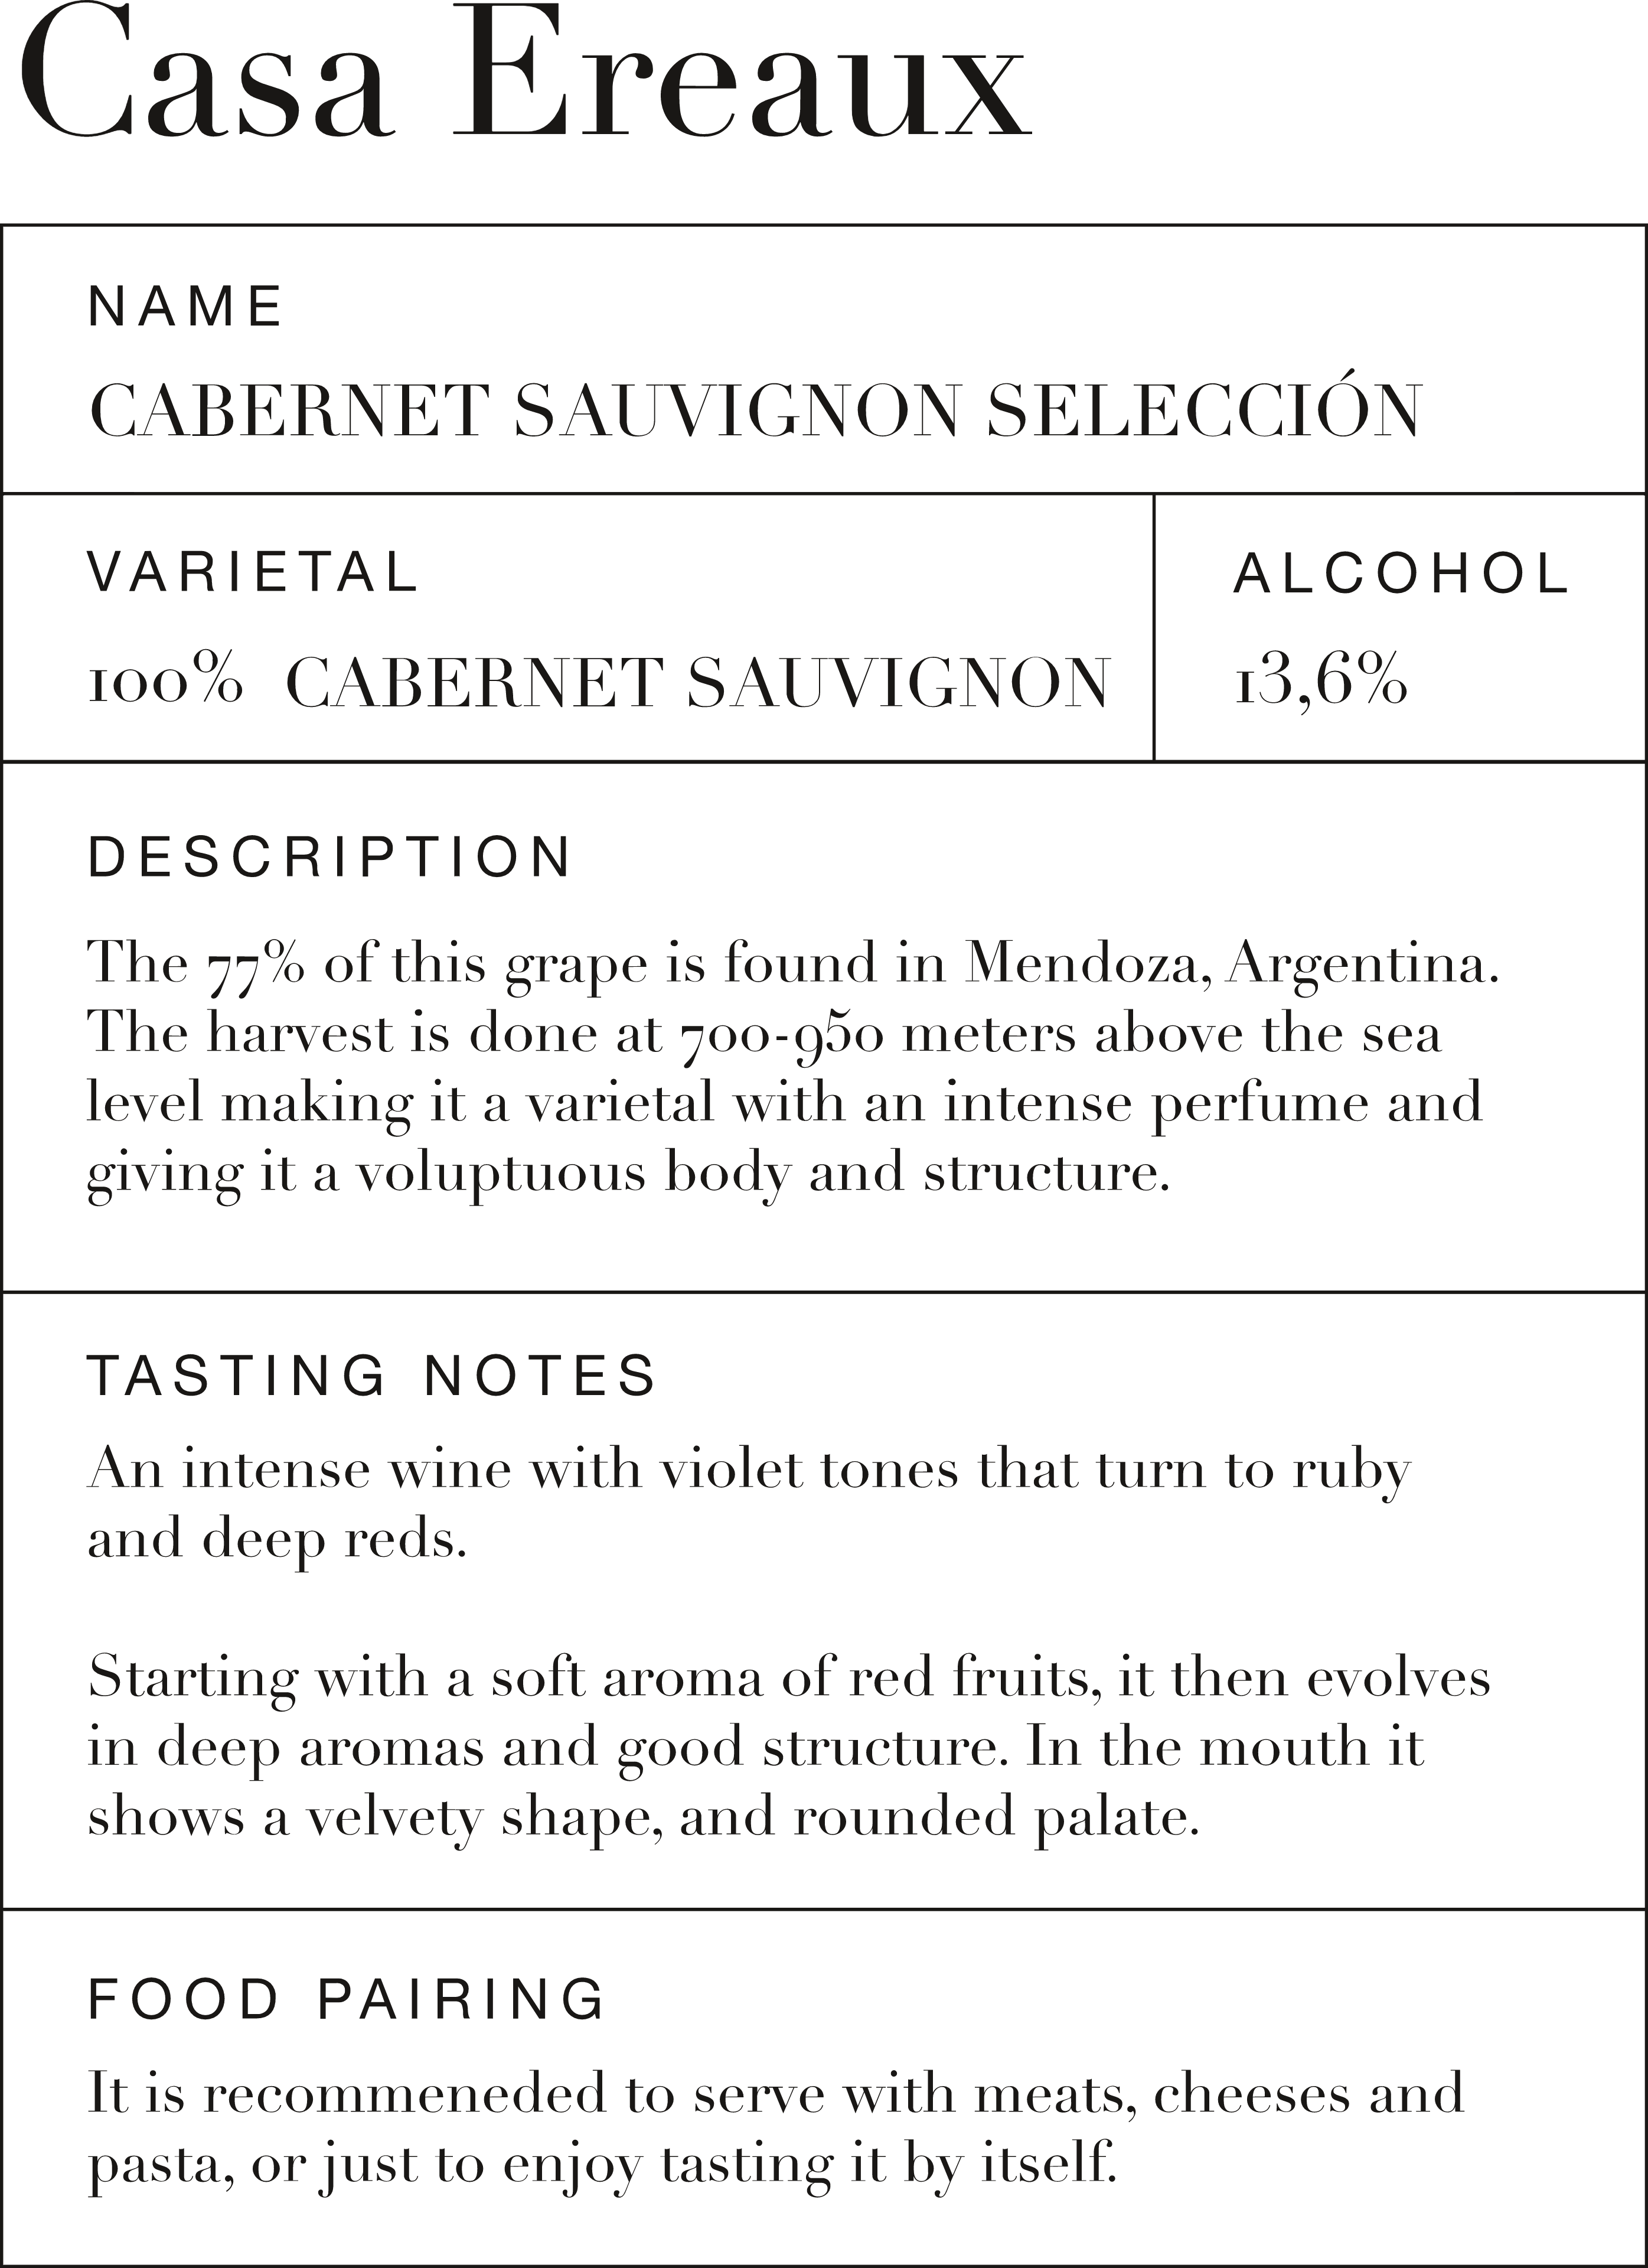 Casa Ereaux
NAME
CABERNET SAUVIGNON SELECCIÓN
VARIETAL
100% CABERNET SAUVIGNON
ALCOHOL
13,6%
DESCRIPTION
The 77% of this grape is found in Mendoza, Argentina.
The harvest is done at 700-950 meters above the sea
level making it a varietal with an intense perfume and
giving it a voluptuous body and structure.
TASTING NOTES
An intense wine with violet tones that turn to ruby
and deep reds.
Starting with a soft aroma of red fruits, it then evolves
in deep aromas and good structure. In the mouth it
shows a velvety shape, and rounded palate.
FOOD PAIRING
It is recommeneded to serve with meats, cheeses and
pasta, or just to enjoy tasting it by itself.